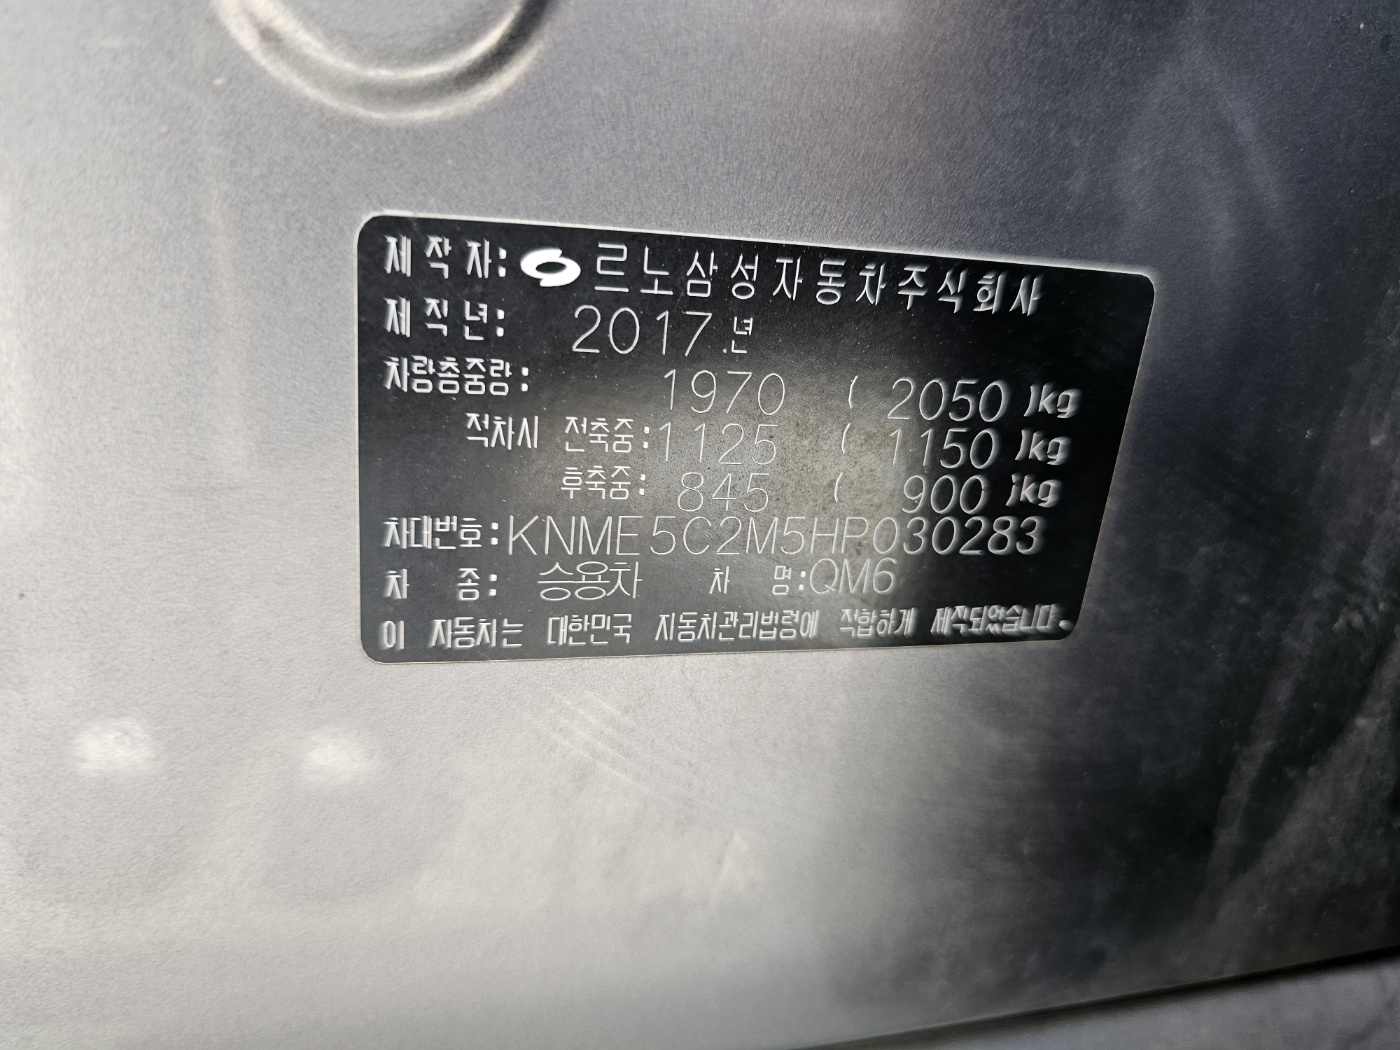 제작자: 르노삼성자동차주식회사
제작년: 2017.년
차량총중량: 1970 ( 2050 )kg
적차시 전축중: 1125 ( 1150 )kg
후축중: 845 ( 900 )kg
차대번호: KNME5C2M5HP030283
차 종: 승용차 차 명: QM6
이 자동차는 대한민국 자동차관리법령에 적합하게 제작되었습니다.